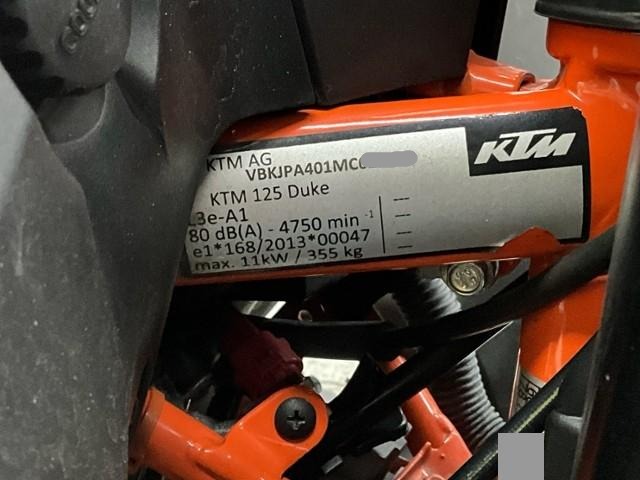 KTM
KTM AG
VBKJPA401MC
KTM 125 Duke
L3e-A1
80 dB(A) - 4750 min -1
e1*168/2013*00047
max. 11kW / 355 kg